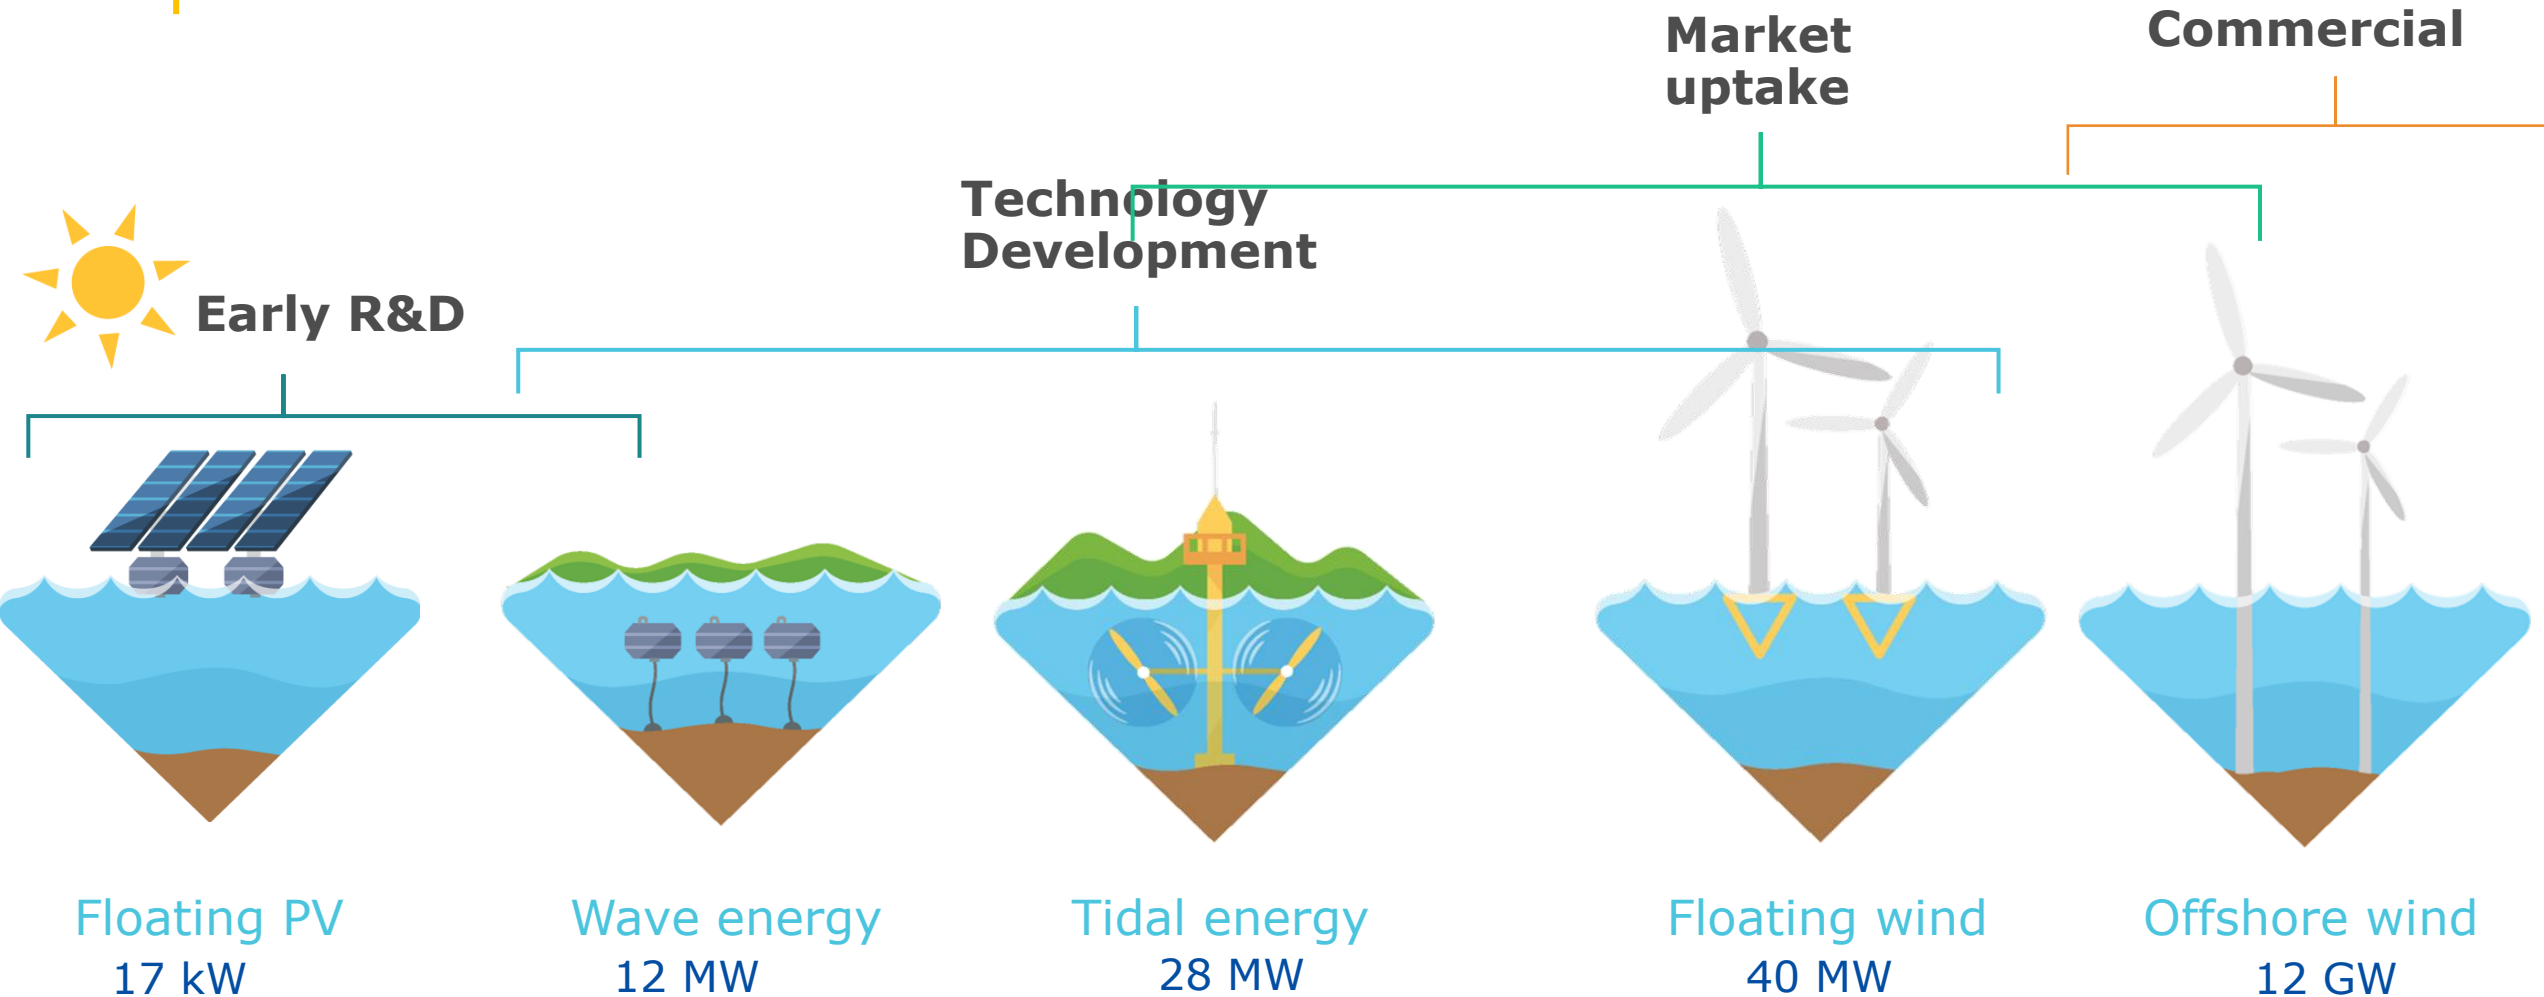 Commercial
Market
uptake
Technology
Development
Early R&D
Floating PV
17 kW
Wave energy
12 MW
Tidal energy
28 MW
Floating wind
40 MW
Offshore wind
12 GW